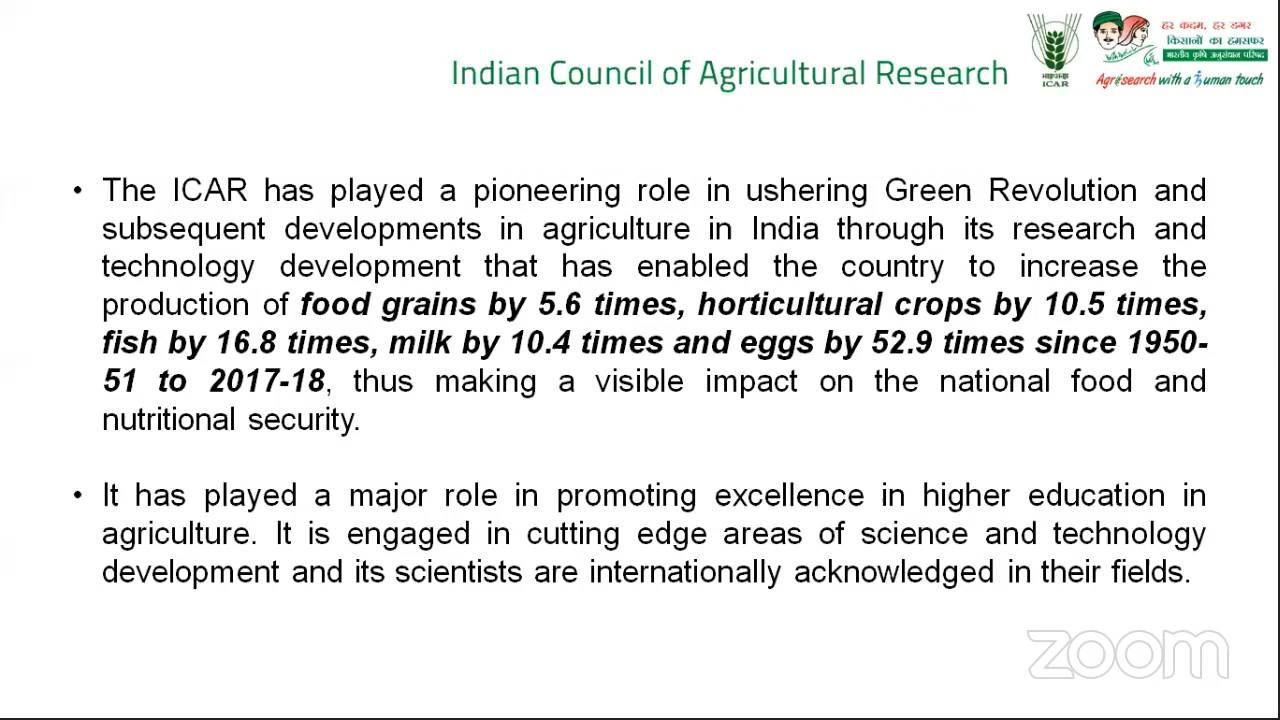 Indian Council of Agricultural Research
भाकृअनुप
ICAR
हर कदम, हर डगर
किसानों का हमसफर
भारतीय कृषि अनुसंधान परिषद
Agrisearch with a human touch
• The ICAR has played a pioneering role in ushering Green Revolution and
subsequent developments in agriculture in India through its research and
technology development that has enabled the country to increase the
production of food grains by 5.6 times, horticultural crops by 10.5 times,
fish by 16.8 times, milk by 10.4 times and eggs by 52.9 times since 1950-
51 to 2017-18, thus making a visible impact on the national food and
nutritional security.
• It has played a major role in promoting excellence in higher education in
agriculture. It is engaged in cutting edge areas of science and technology
development and its scientists are internationally acknowledged in their fields.
zoom